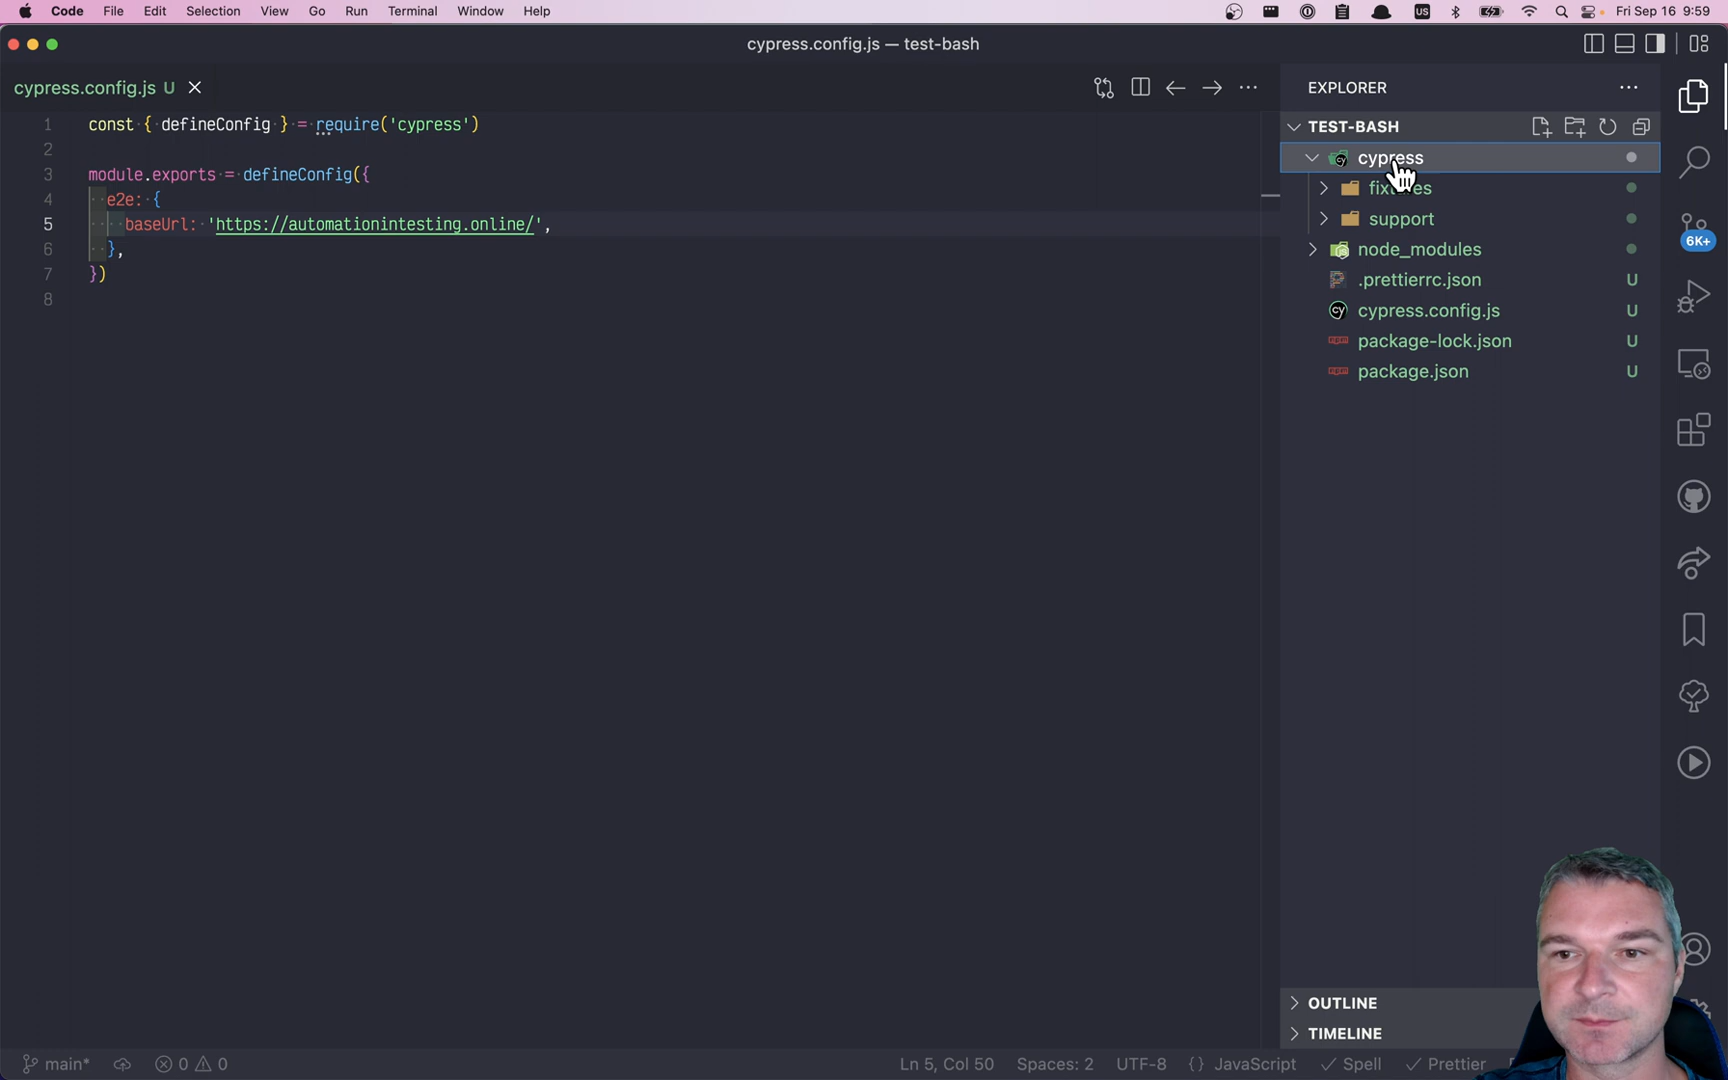 Code File Edit Selection View Go Run Terminal Window Help
US
Fri Sep 16 9:59
cypress.config.js — test-bash
cypress.config.js U
1 const { defineConfig } = require('cypress')
2
3 module.exports = defineConfig({
4 e2e: {
5 baseUrl: 'https://automationintesting.online/',
6 },
7 })
8
EXPLORER
TEST-BASH
cypress
support
node_modules
.prettierrc.json U
cypress.config.js U
package-lock.json U
package.json U
6K+
OUTLINE
TIMELINE
main*
0 0
Ln 5, Col 50
Spaces: 2
UTF-8
{} JavaScript
Spell
Prettier